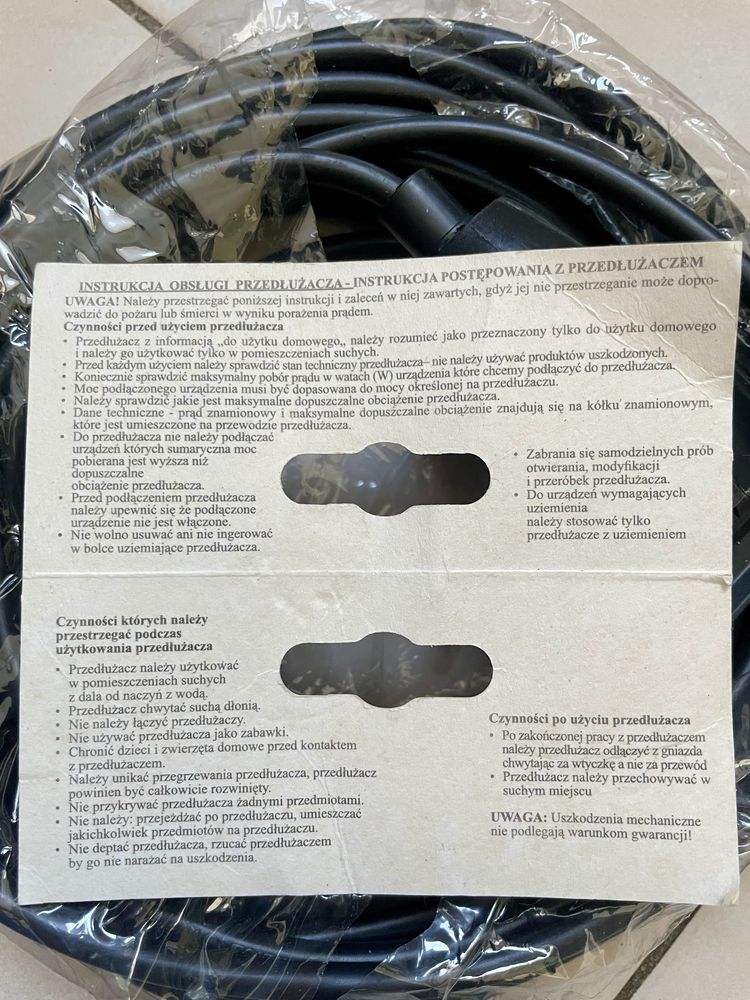 INSTRUKCJA OBSŁUGI PRZEDŁUŻACZA - INSTRUKCJA POSTĘPOWANIA Z PRZEDŁUŻACZEM
UWAGA! Należy przestrzegać poniższej instrukcji i zaleceń w niej zawartych, gdyż jej nie przestrzeganie może dopro-
wadzić do pożaru lub śmierci w wyniku porażenia prądem.
Czynności przed użyciem przedłużacza
• Przedłużacz z informacją „do użytku domowego„ należy rozumieć jako przeznaczony tylko do użytku domowego
i należy go użytkować tylko w pomieszczeniach suchych.
• Przed każdym użyciem należy sprawdzić stan techniczny przedłużacza– nie należy używać produktów uszkodzonych.
• Koniecznie sprawdzić maksymalny pobór prądu w watach (W) urządzenia które chcemy podłączyć do przedłużacza.
• Moc podłączonego urządzenia musi być dopasowana do mocy określonej na przedłużaczu.
• Należy sprawdzić jakie jest maksymalne dopuszczalne obciążenie przedłużacza.
• Dane techniczne - prąd znamionowy i maksymalne dopuszczalne obciążenie znajdują się na kółku znamionowym,
które jest umieszczone na przewodzie przedłużacza.
• Do przedłużacza nie należy podłączać
urządzeń których sumaryczna moc
pobierana jest wyższa niż
dopuszczalne
obciążenie przedłużacza.
• Przed podłączeniem przedłużacza
należy upewnić się że podłączone
urządzenie nie jest włączone.
• Nie wolno usuwać ani nie ingerować
w bolce uziemiające przedłużacza.
• Zabrania się samodzielnych prób
otwierania, modyfikacji
i przeróbek przedłużacza.
• Do urządzeń wymagających
uziemienia
należy stosować tylko
przedłużacze z uziemieniem
Czynności których należy
przestrzegać podczas
użytkowania przedłużacza
• Przedłużacz należy użytkować
w pomieszczeniach suchych
z dala od naczyń z wodą.
• Przedłużacz chwytać suchą dłonią.
• Nie należy łączyć przedłużaczy.
• Nie używać przedłużacza jako zabawki.
• Chronić dzieci i zwierzęta domowe przed kontaktem
z przedłużaczem.
• Należy unikać przegrzewania przedłużacza, przedłużacz
powinien być całkowicie rozwinięty.
• Nie przykrywać przedłużacza żadnymi przedmiotami.
• Nie należy: przejeżdżać po przedłużaczu, umieszczać
jakichkolwiek przedmiotów na przedłużaczu.
• Nie deptać przedłużacza, rzucać przedłużaczem
by go nie narażać na uszkodzenia.
Czynności po użyciu przedłużacza
• Po zakończonej pracy z przedłużaczem
należy przedłużacz odłączyć z gniazda
chwytając za wtyczkę a nie za przewód
• Przedłużacz należy przechowywać w
suchym miejscu
UWAGA: Uszkodzenia mechaniczne
nie podlegają warunkom gwarancji!